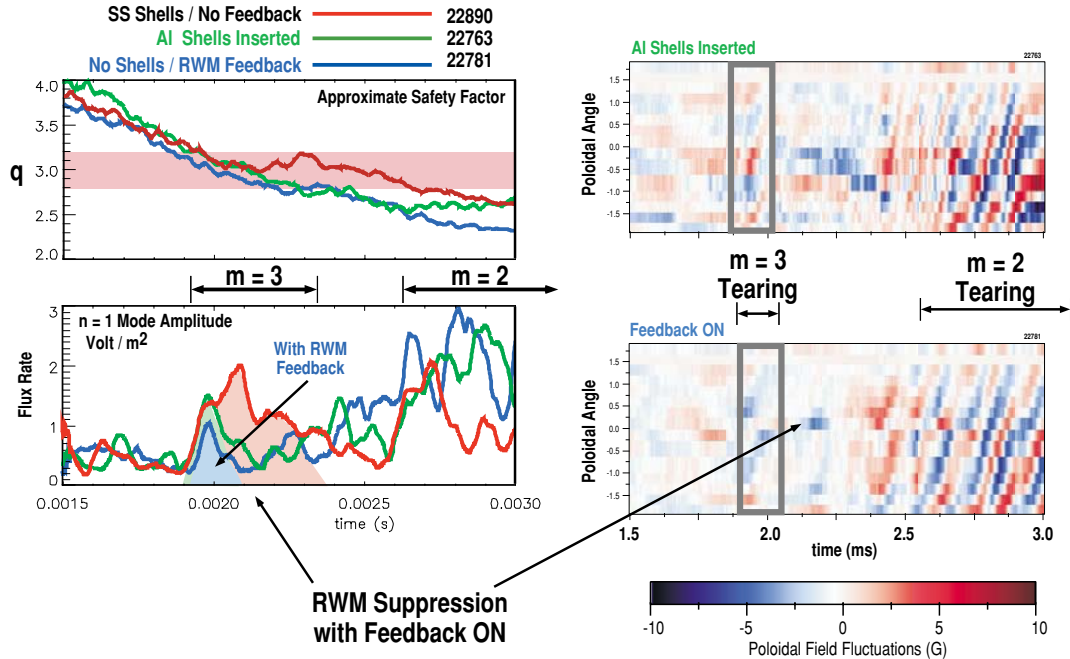 SS Shells / No Feedback 22890
Al Shells Inserted 22763
No Shells / RWM Feedback 22781
Approximate Safety Factor
4.0
3.5
3.0
2.5
2.0
q
m = 3
m = 2
n = 1 Mode Amplitude
Volt / m2
With RWM
Feedback
3
2
1
0
Flux Rate
0.0015 0.0020 0.0025 0.0030
time (s)
RWM Suppression
with Feedback ON
Al Shells Inserted
22763
Poloidal Angle
1.5
1.0
0.5
0.0
-0.5
-1.0
-1.5
m = 3
Tearing
m = 2
Tearing
Feedback ON
22781
Poloidal Angle
1.5
1.0
0.5
0.0
-0.5
-1.0
-1.5
1.5 2.0 2.5 3.0
time (ms)
-10 -5 0 5 10
Poloidal Field Fluctuations (G)